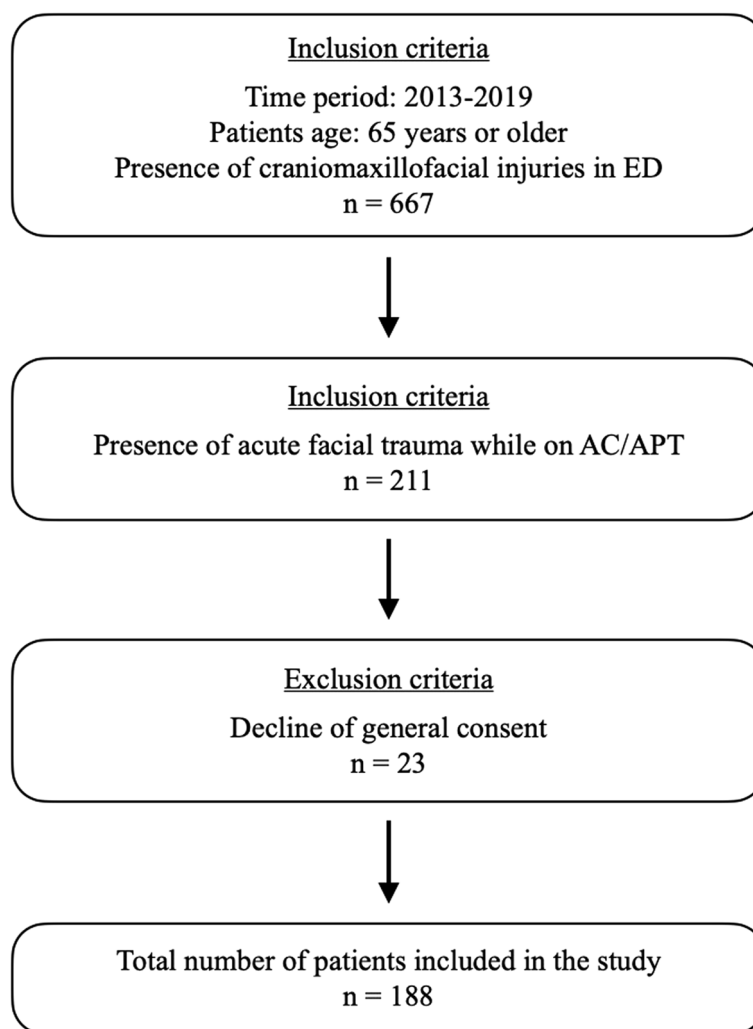 Inclusion criteria
Time period: 2013-2019
Patients age: 65 years or older
Presence of craniomaxillofacial injuries in ED
n = 667
Inclusion criteria
Presence of acute facial trauma while on AC/APT
n = 211
Exclusion criteria
Decline of general consent
n = 23
Total number of patients included in the study
n = 188